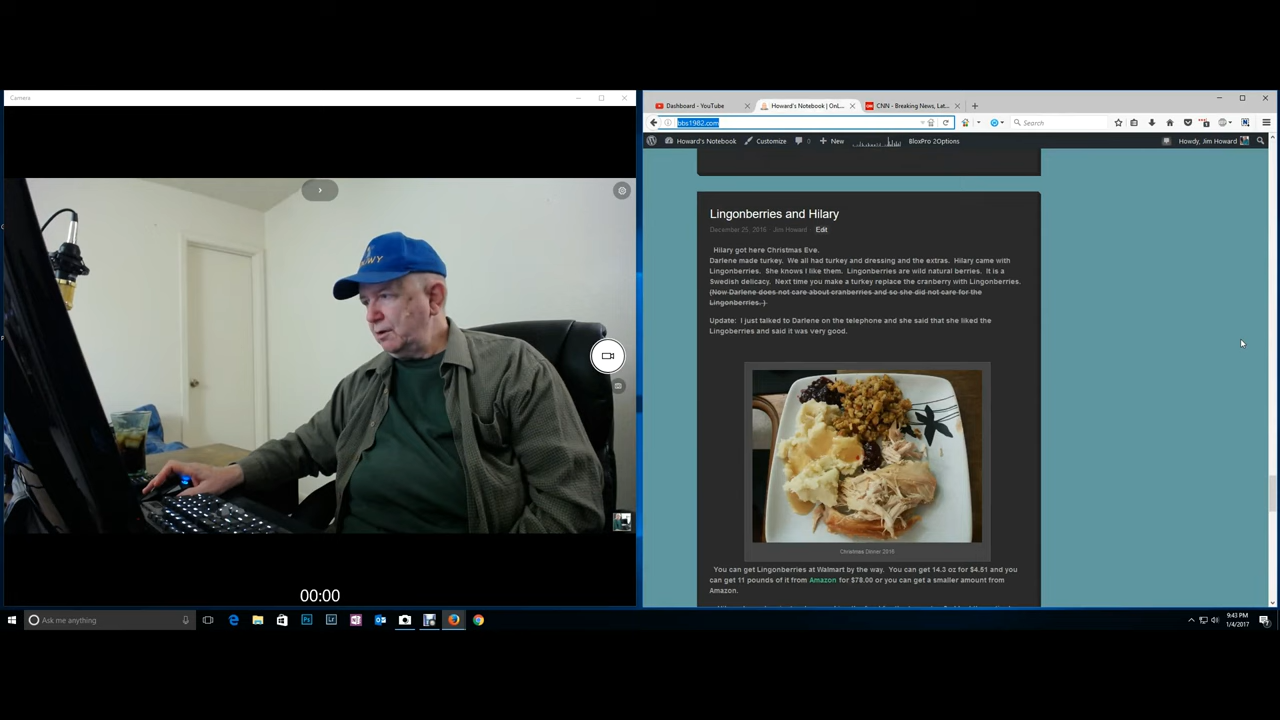 Camera
Dashboard - YouTube
Howard's Notebook | OnL...
CNN - Breaking News, Lat...
bbs1982.com
Search
Howard's Notebook
Customize
0
New
BloxPro 2Options
Howdy, Jim Howard
Lingonberries and Hilary
December 25, 2016 Jim Howard Edit
Hilary got here Christmas Eve.
Darlene made turkey. We all had turkey and dressing and the extras. Hilary came with
Lingonberries. She knows I like them. Lingonberries are wild natural berries. It is a
Swedish delicacy. Next time you make a turkey replace the cranberry with Lingonberries.
(Now Darlene does not care about cranberries and so she did not care for the
Lingonberries. )
Update: I just talked to Darlene on the telephone and she said that she liked the
Lingoberries and said it was very good.
Christmas Dinner 2016
You can get Lingonberries at Walmart by the way. You can get 14.3 oz for $4.51 and you
can get 11 pounds of it from Amazon for $78.00 or you can get a smaller amount from
Amazon.
00:00
Ask me anything
9:43 PM
1/4/2017